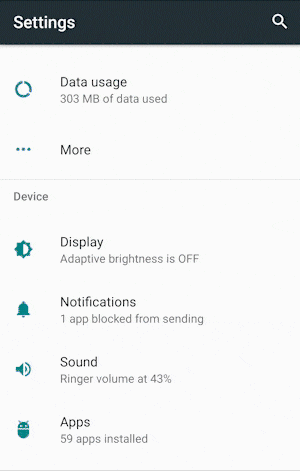 Settings
Data usage
303 MB of data used
More
Device
Display
Adaptive brightness is OFF
Notifications
1 app blocked from sending
Sound
Ringer volume at 43%
Apps
59 apps installed